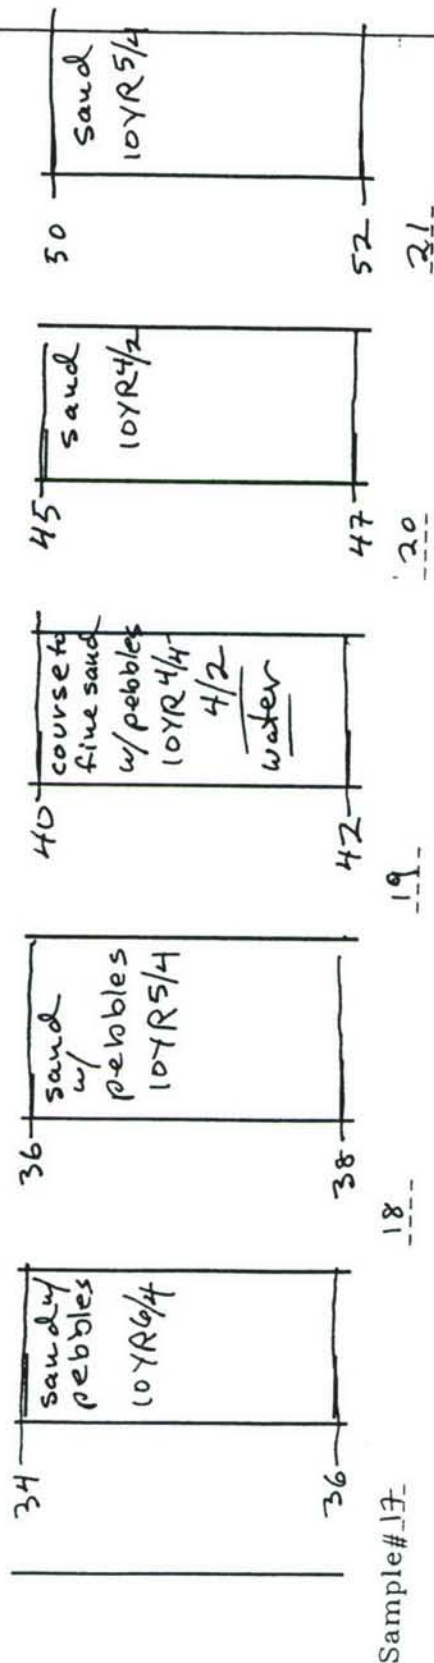 34
sand w/
pebbles
10YR6/4
36
Sample# 17
36
sand
w/
pebbles
10YR5/4
38
18
40
course to
fine sand
w/pebbles
10YR4/4
4/2
water
42
19
45
sand
10YR4/2
47
20
50
sand
10YR5/4
52
21